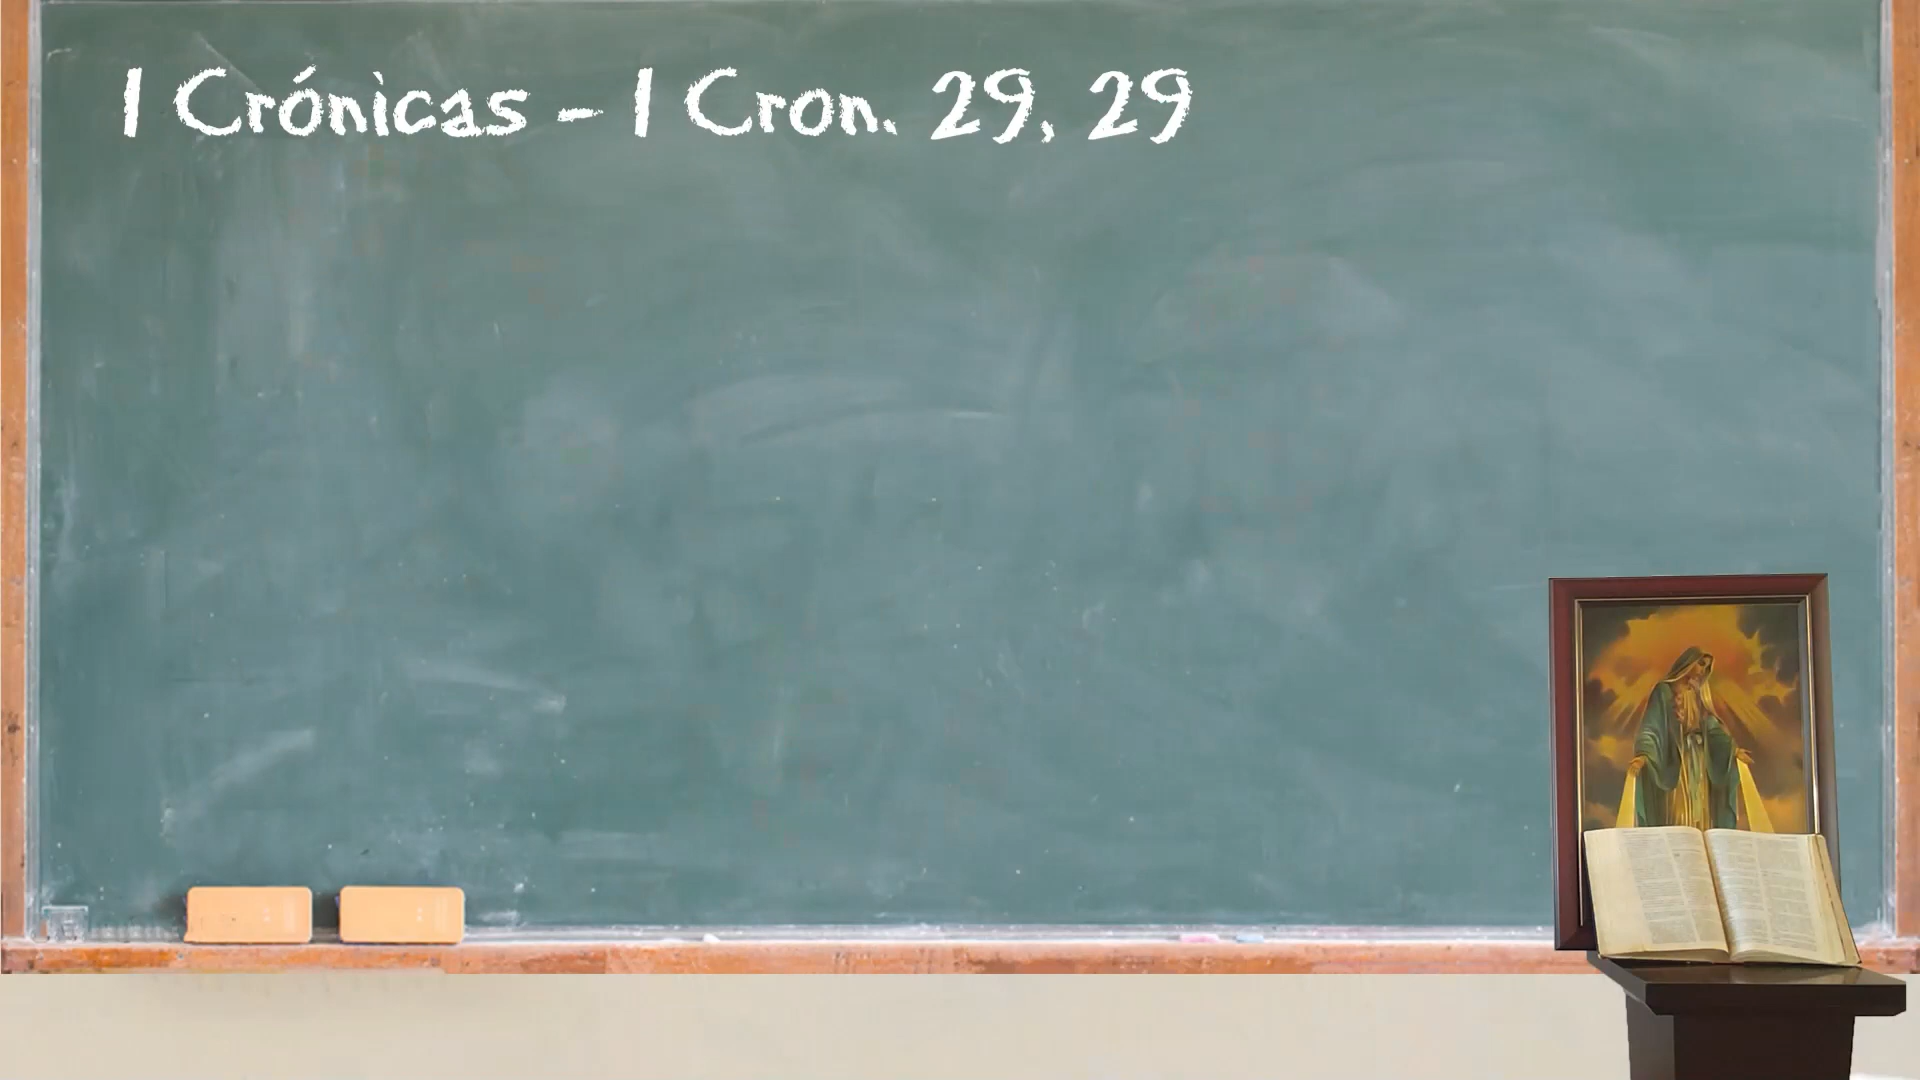 I Crónicas - I Cron. 29, 29